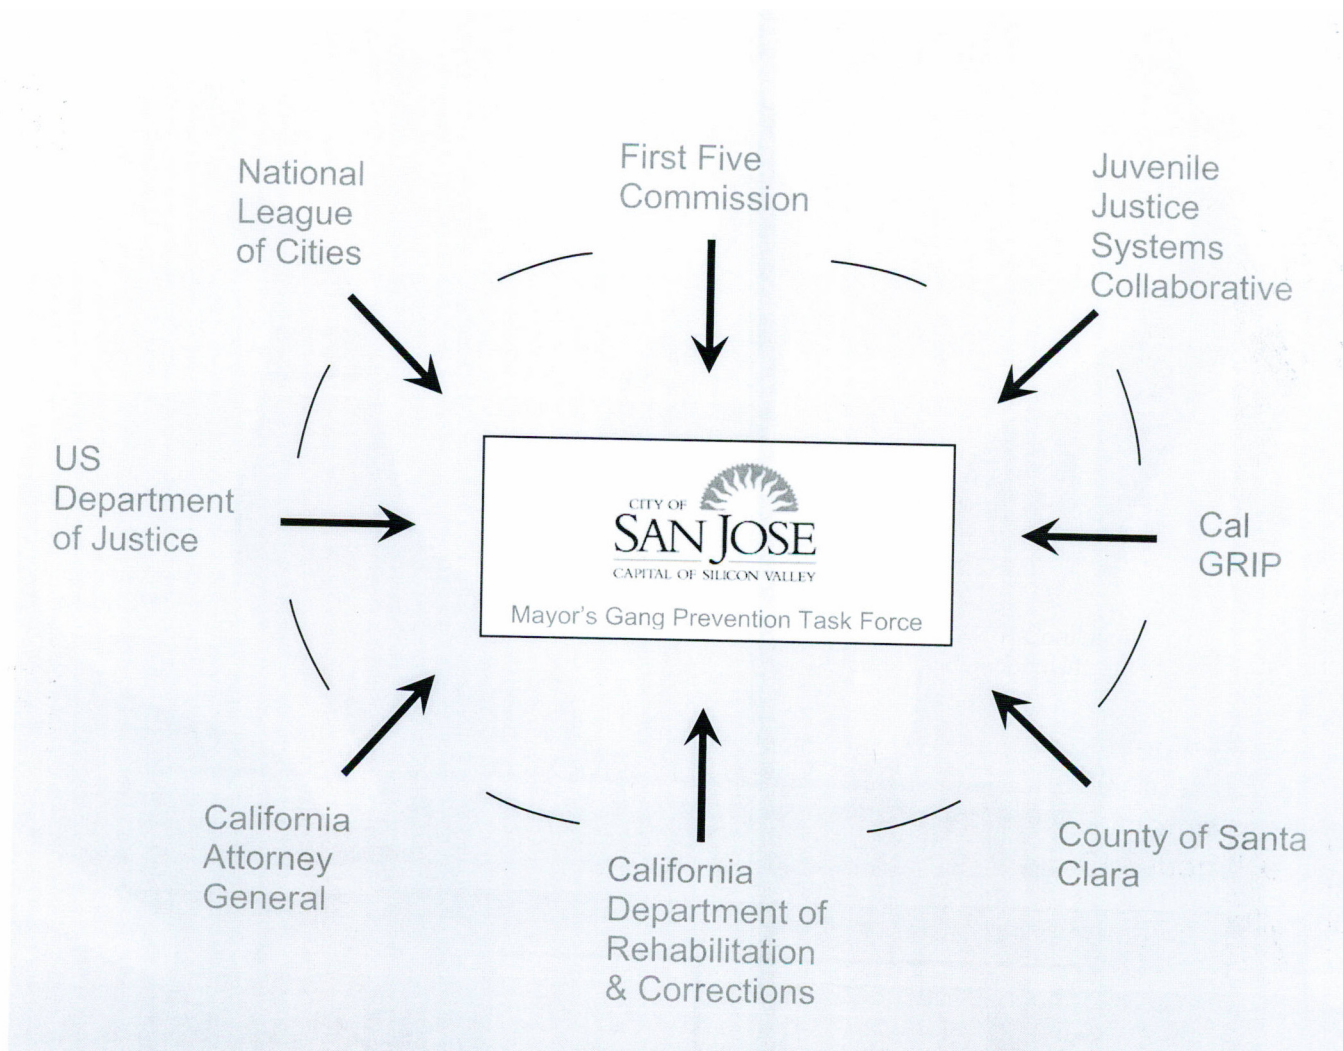 National
League
of Cities
First Five
Commission
Juvenile
Justice
Systems
Collaborative
US
Department
of Justice
CITY OF
SAN JOSE
CAPITAL OF SILICON VALLEY
Mayor's Gang Prevention Task Force
Cal
GRIP
California
Attorney
General
California
Department of
Rehabilitation
& Corrections
County of Santa
Clara